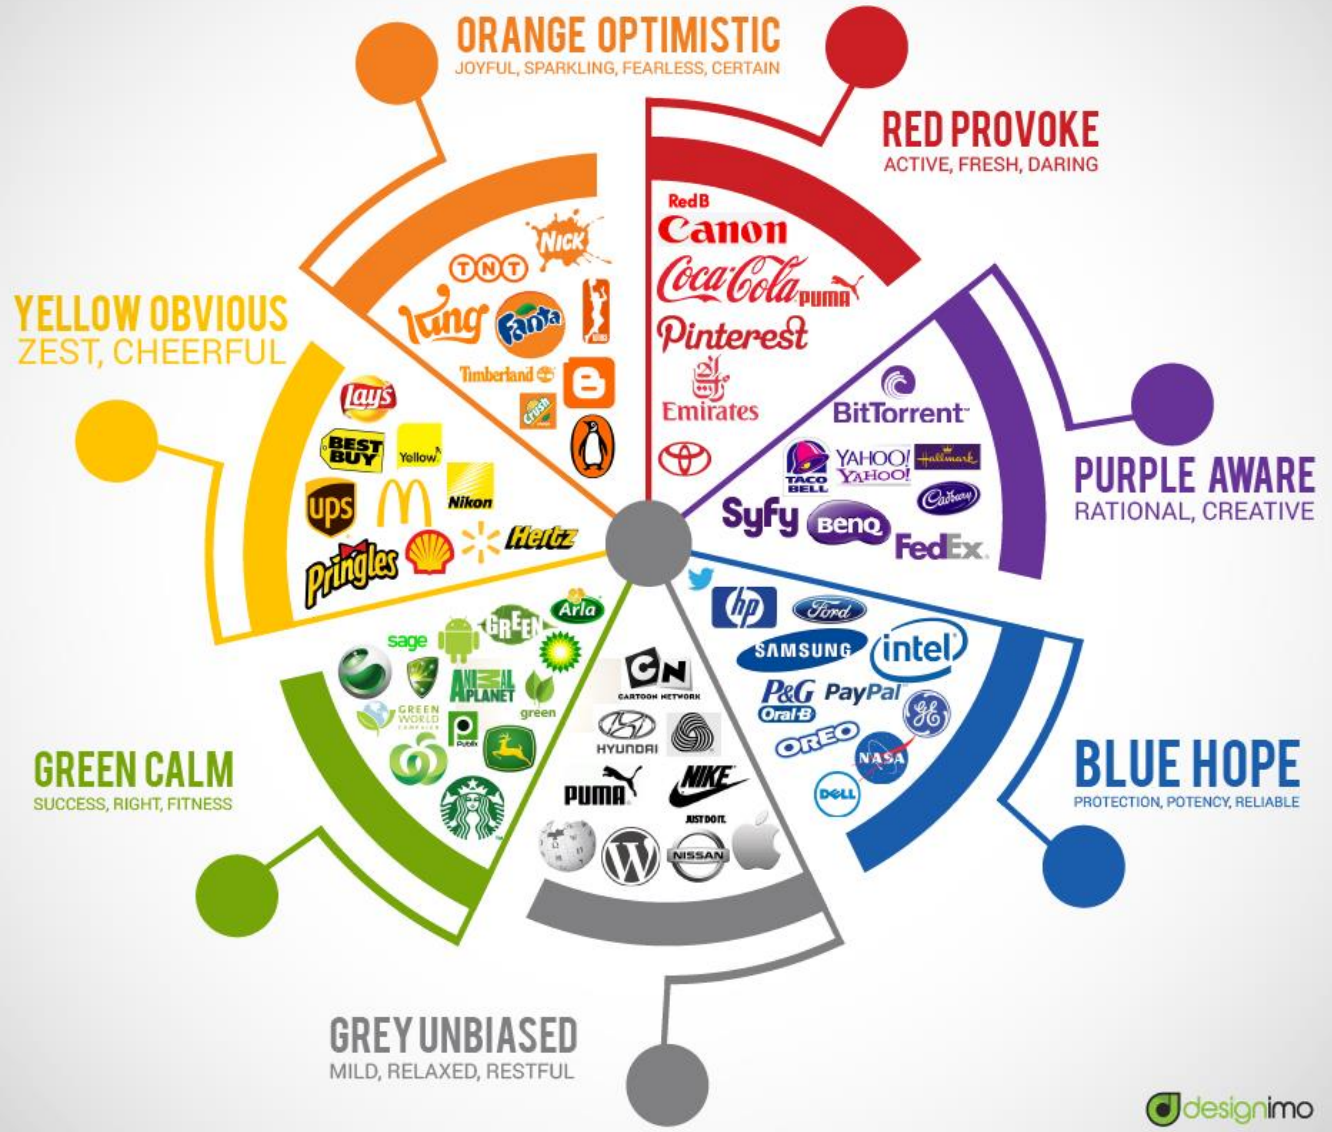 ORANGE OPTIMISTIC
JOYFUL, SPARKLING, FEARLESS, CERTAIN
RED PROVOKE
ACTIVE, FRESH, DARING
YELLOW OBVIOUS
ZEST, CHEERFUL
PURPLE AWARE
RATIONAL, CREATIVE
GREEN CALM
SUCCESS, RIGHT, FITNESS
BLUE HOPE
PROTECTION, POTENCY, RELIABLE
GREY UNBIASED
MILD, RELAXED, RESTFUL
NICK
TNT
King
Fanta
Timberland
Crush
RedB
Canon
Coca-Cola
PUMA
Pinterest
Emirates
BitTorrent
TACO
BELL
YAHOO!
YAHOO!
Hallmark
Cadbury
Syfy
BenQ
FedEx
Lay's
BEST
BUY
Yellow
ups
Nikon
Pringles
Hertz
Arla
GREEN
sage
bp
ANIMAL
PLANET
GREEN
WORLD
CAMPAIGN
green
P
Publix
CN
CARTOON NETWORK
HYUNDAI
PUMA
NIKE
JUST DO IT.
W
NISSAN
hp
Ford
SAMSUNG
intel
P&G
PayPal
Oral-B
GE
OREO
NASA
DELL
designimo